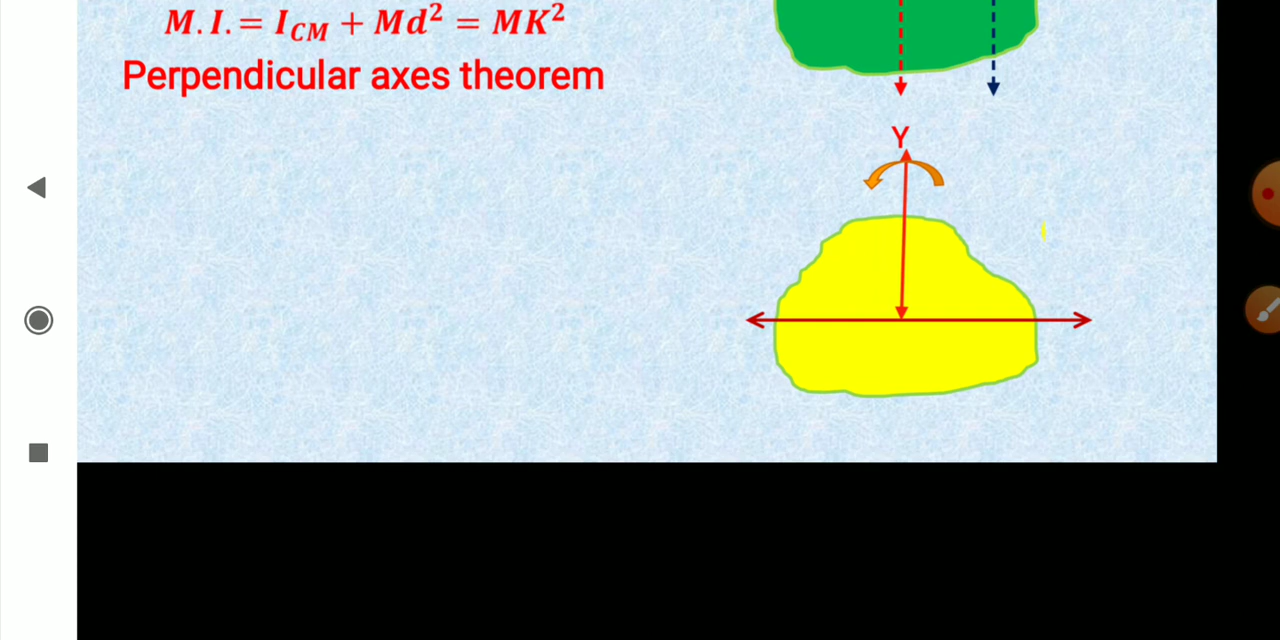 M.I. = I_CM + Md² = MK²
Perpendicular axes theorem
Y